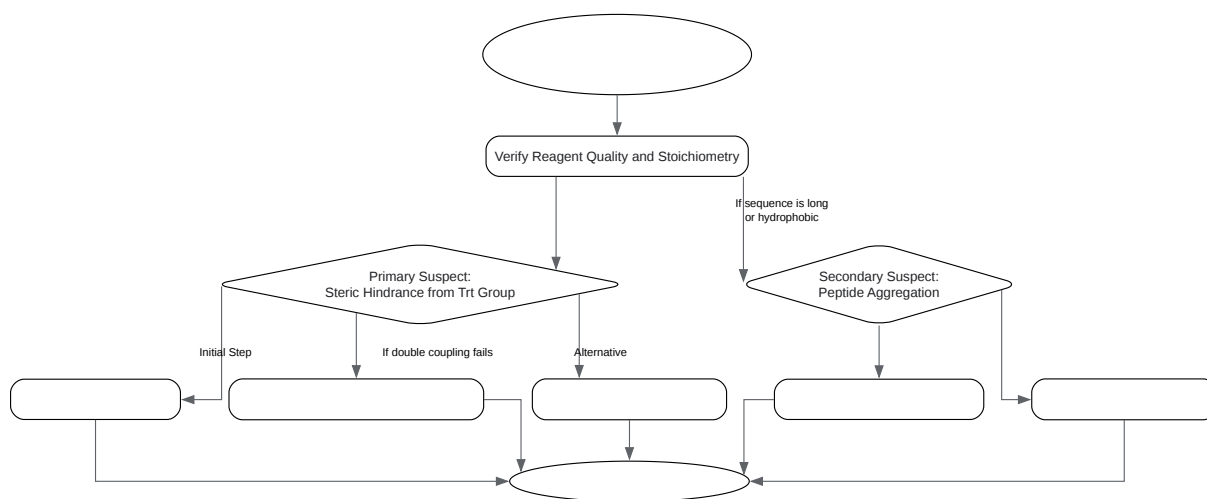 Verify Reagent Quality and Stoichiometry
If sequence is long
or hydrophobic
Primary Suspect:
Steric Hindrance from Trt Group
Secondary Suspect:
Peptide Aggregation
Initial Step
If double coupling fails
Alternative